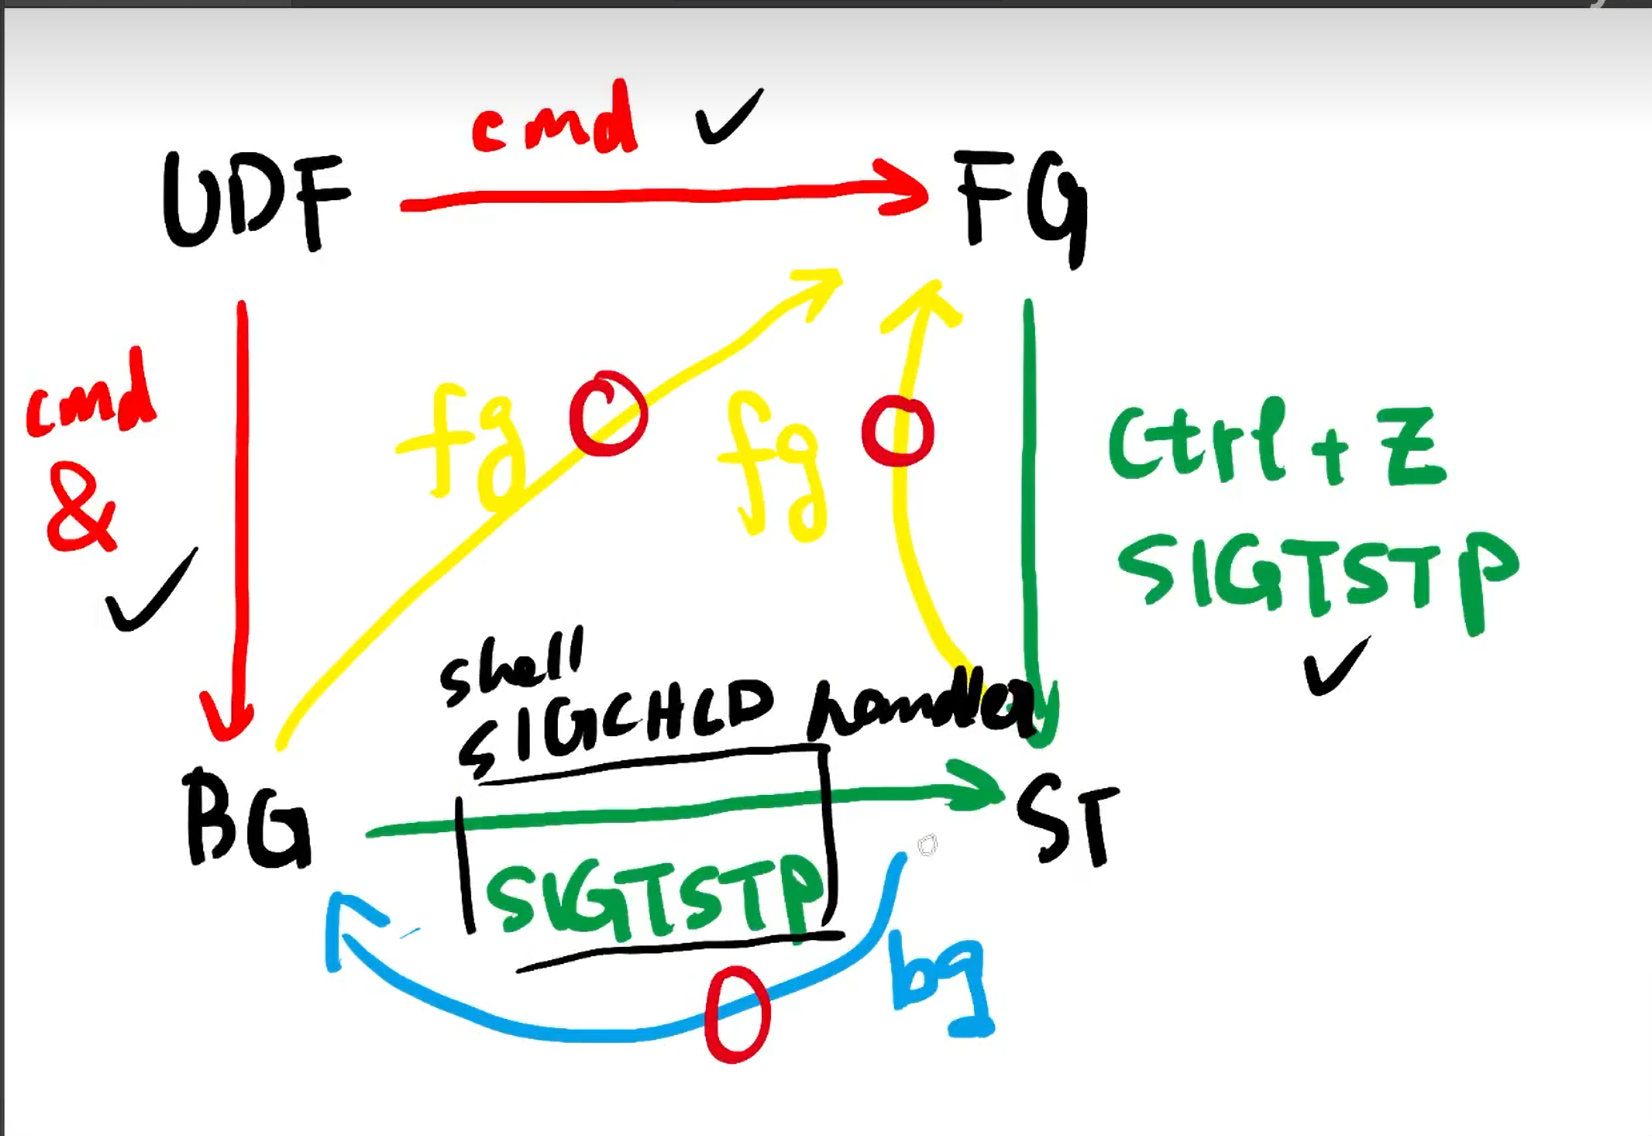 cmd
UDF
FG
cmd
&
fg
fg
Ctrl + Z
SIGTSTP
shell
SIGCHLD handler
BG
ST
SIGTSTP
bg